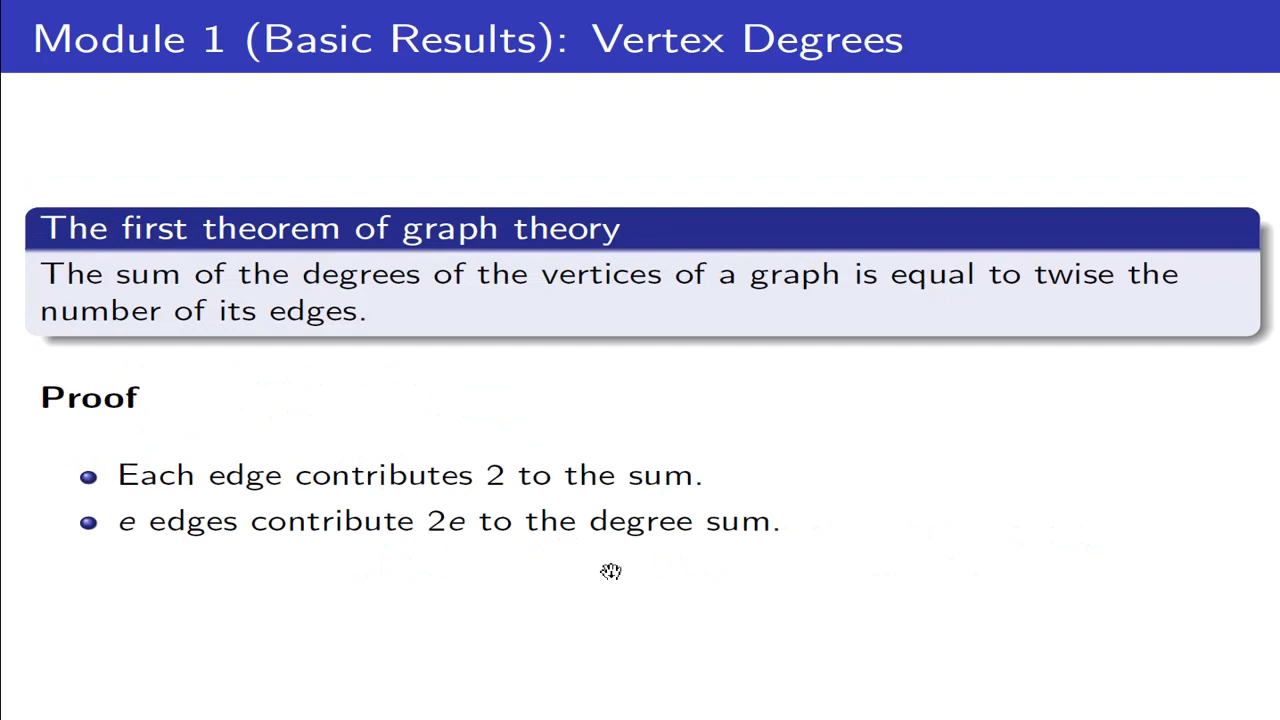 Module 1 (Basic Results): Vertex Degrees
The first theorem of graph theory
The sum of the degrees of the vertices of a graph is equal to twise the
number of its edges.
Proof
Each edge contributes 2 to the sum.
e edges contribute 2e to the degree sum.